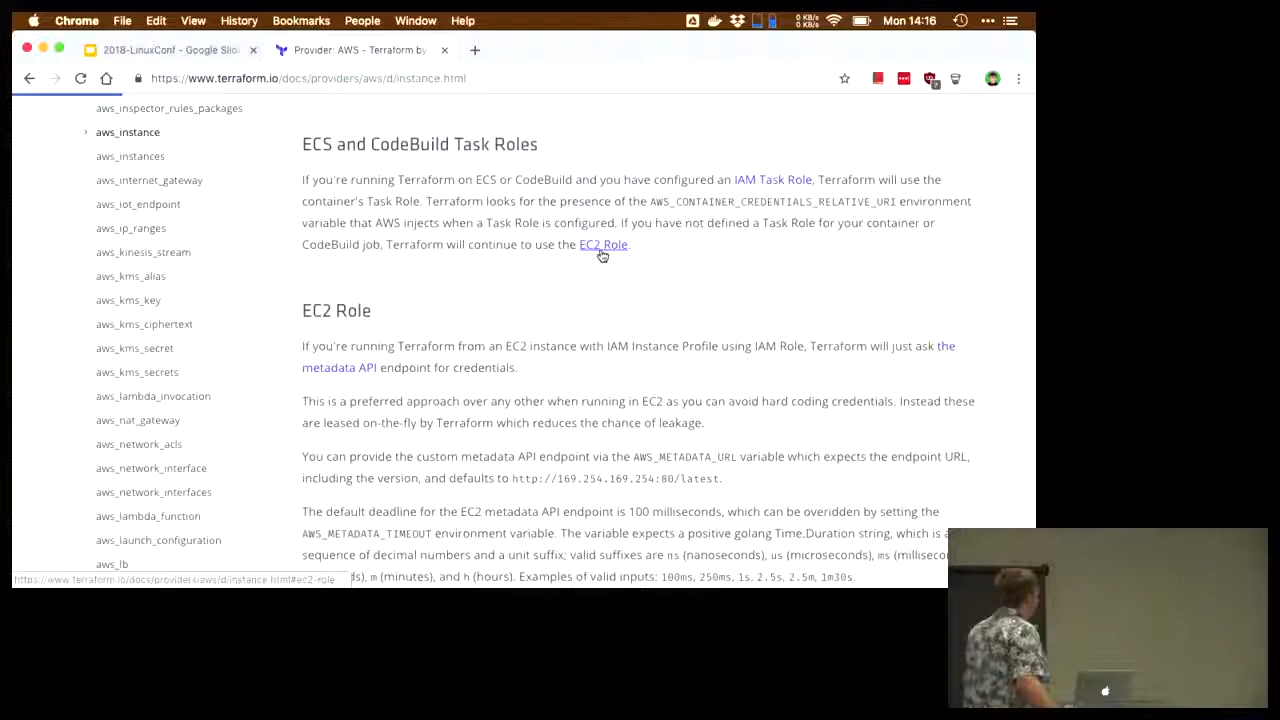 Chrome File Edit View History Bookmarks People Window Help 0 KB/s 0 KB/s Mon 14:16
2018-LinuxConf - Google Slid Provider: AWS - Terraform by
https://www.terraform.io/docs/providers/aws/d/instance.html 7
aws_inspector_rules_packages
aws_instance
aws_instances
aws_internet_gateway
aws_iot_endpoint
aws_ip_ranges
aws_kinesis_stream
aws_kms_alias
aws_kms_key
aws_kms_ciphertext
aws_kms_secret
aws_kms_secrets
aws_lambda_invocation
aws_nat_gateway
aws_network_acls
aws_network_interface
aws_network_interfaces
aws_lambda_function
aws_launch_configuration
aws_lb
ECS and CodeBuild Task Roles
If you're running Terraform on ECS or CodeBuild and you have configured an IAM Task Role, Terraform will use the
container's Task Role. Terraform looks for the presence of the AWS_CONTAINER_CREDENTIALS_RELATIVE_URI environment
variable that AWS injects when a Task Role is configured. If you have not defined a Task Role for your container or
CodeBuild job, Terraform will continue to use the EC2 Role.
EC2 Role
If you're running Terraform from an EC2 instance with IAM Instance Profile using IAM Role, Terraform will just ask the
metadata API endpoint for credentials.
This is a preferred approach over any other when running in EC2 as you can avoid hard coding credentials. Instead these
are leased on-the-fly by Terraform which reduces the chance of leakage.
You can provide the custom metadata API endpoint via the AWS_METADATA_URL variable which expects the endpoint URL,
including the version, and defaults to http://169.254.169.254:80/latest.
The default deadline for the EC2 metadata API endpoint is 100 milliseconds, which can be overidden by setting the
AWS_METADATA_TIMEOUT environment variable. The variable expects a positive golang Time.Duration string, which is a
sequence of decimal numbers and a unit suffix; valid suffixes are ns (nanoseconds), us (microseconds), ms (millisecon
ds), m (minutes), and h (hours). Examples of valid inputs: 100ms, 250ms, 1s, 2.5s, 2.5m, 1m30s.
https://www.terraform.io/docs/providers/aws/d/instance.html#ec2-role